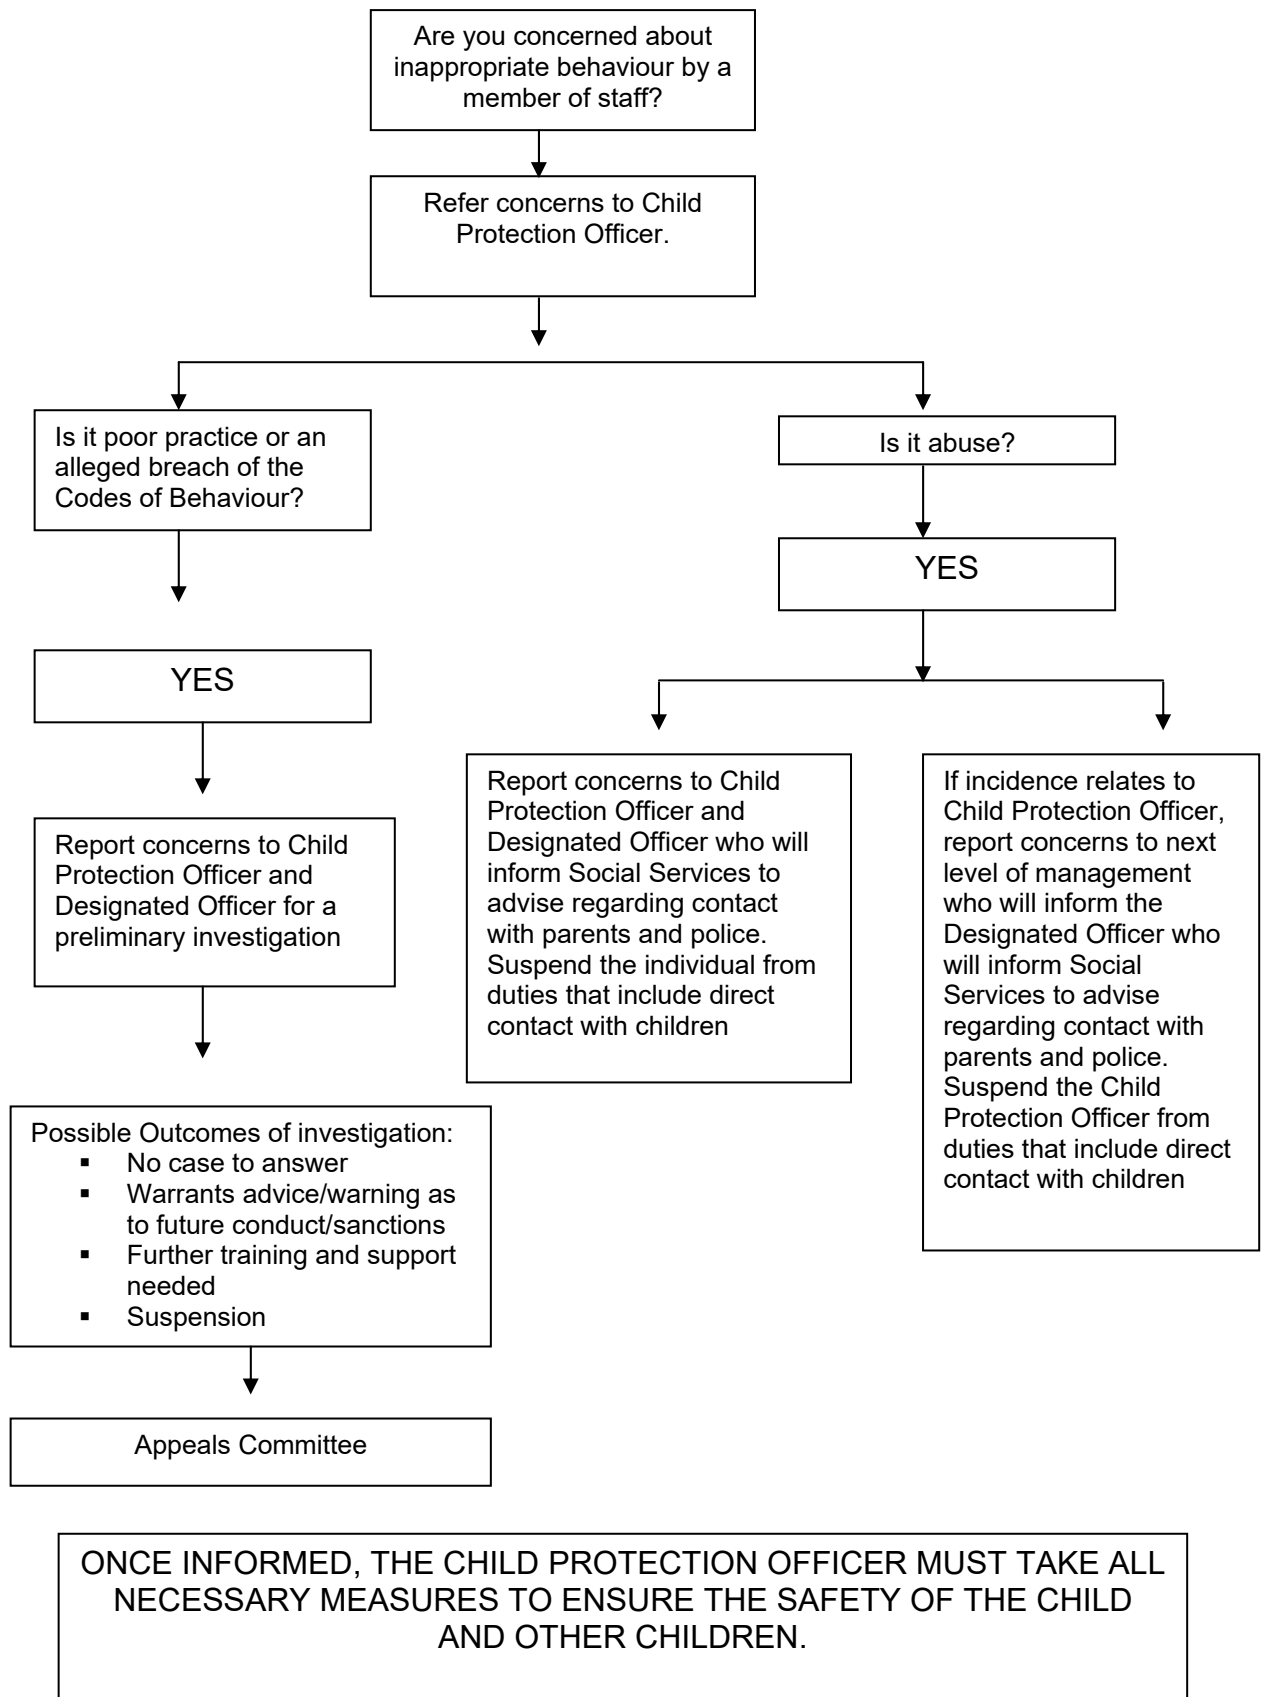 Are you concerned about
inappropriate behaviour by a
member of staff?
Refer concerns to Child
Protection Officer.
Is it poor practice or an
alleged breach of the
Codes of Behaviour?
Is it abuse?
YES
YES
Report concerns to Child
Protection Officer and
Designated Officer for a
preliminary investigation
Report concerns to Child
Protection Officer and
Designated Officer who will
inform Social Services to
advise regarding contact
with parents and police.
Suspend the individual from
duties that include direct
contact with children
If incidence relates to
Child Protection Officer,
report concerns to next
level of management
who will inform the
Designated Officer who
will inform Social
Services to advise
regarding contact with
parents and police.
Suspend the Child
Protection Officer from
duties that include direct
contact with children
Possible Outcomes of investigation:
▪ No case to answer
▪ Warrants advice/warning as
to future conduct/sanctions
▪ Further training and support
needed
▪ Suspension
Appeals Committee
ONCE INFORMED, THE CHILD PROTECTION OFFICER MUST TAKE ALL
NECESSARY MEASURES TO ENSURE THE SAFETY OF THE CHILD
AND OTHER CHILDREN.